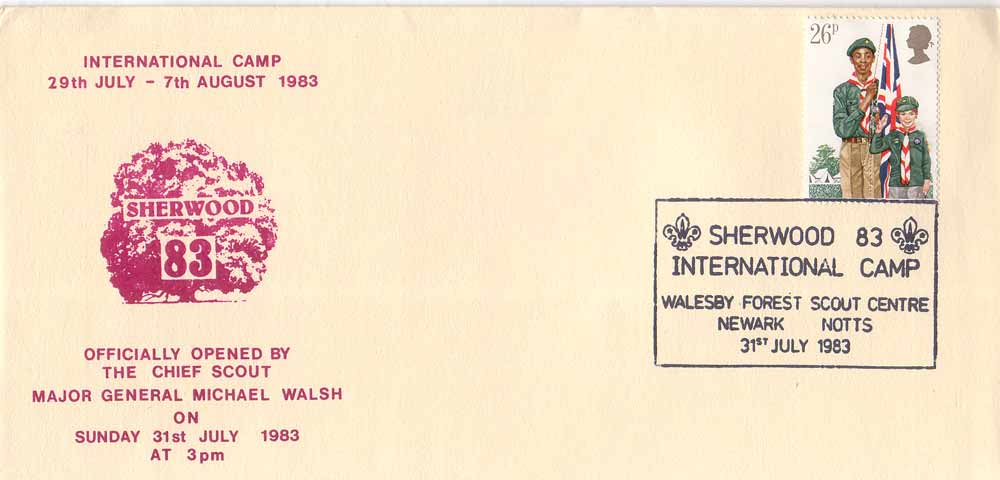 INTERNATIONAL CAMP
29th JULY - 7th AUGUST 1983
SHERWOOD
83
OFFICIALLY OPENED BY
THE CHIEF SCOUT
MAJOR GENERAL MICHAEL WALSH
ON
SUNDAY 31st JULY 1983
AT 3pm
26P
SHERWOOD 83
INTERNATIONAL CAMP
WALESBY FOREST SCOUT CENTRE
NEWARK NOTTS
31ST JULY 1983